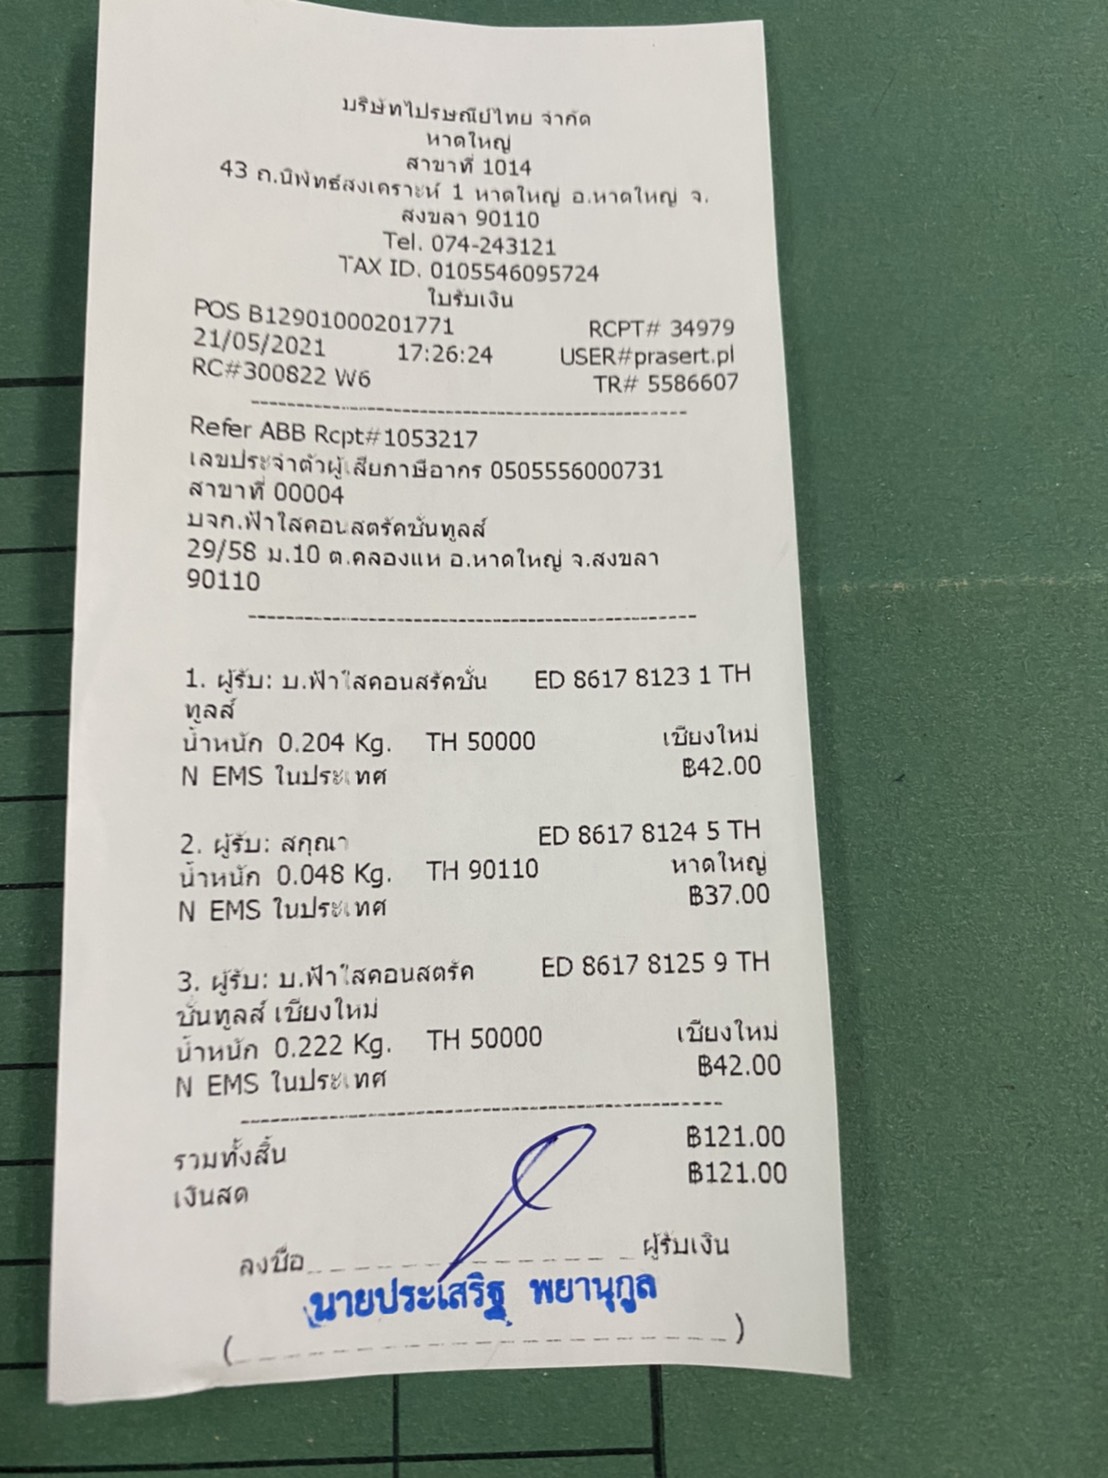 บริษัทไปรษณีย์ไทย จำกัด
หาดใหญ่
สาขาที่ 1014
43 ถ.นิพัทธ์สงเคราะห์ 1 หาดใหญ่ อ.หาดใหญ่ จ.
สงขลา 90110
Tel. 074-243121
TAX ID. 0105546095724
ใบรับเงิน
POS B12901000201771 RCPT# 34979
21/05/2021 17:26:24 USER#prasert.pl
RC#300822 W6 TR# 5586607
Refer ABB Rcpt#1053217
เลขประจำตัวผู้เสียภาษีอากร 0505556000731
สาขาที่ 00004
บจก.ฟ้าใสคอนสตรัคชั่นทูลส์
29/58 ม.10 ต.คลองแห อ.หาดใหญ่ จ.สงขลา
90110
1. ผู้รับ: บ.ฟ้าใสคอนสรัคชั่น ED 8617 8123 1 TH
ทูลส์
น้ำหนัก 0.204 Kg. TH 50000 เชียงใหม่
N EMS ในประเทศ ฿42.00
2. ผู้รับ: สกุณา ED 8617 8124 5 TH
น้ำหนัก 0.048 Kg. TH 90110 หาดใหญ่
N EMS ในประเทศ ฿37.00
3. ผู้รับ: บ.ฟ้าใสคอนสตรัค ED 8617 8125 9 TH
ชั่นทูลส์ เชียงใหม่
น้ำหนัก 0.222 Kg. TH 50000 เชียงใหม่
N EMS ในประเทศ ฿42.00
รวมทั้งสิ้น ฿121.00
เงินสด ฿121.00
ลงชื่อ ผู้รับเงิน
นายประเสริฐ พยานุกูล